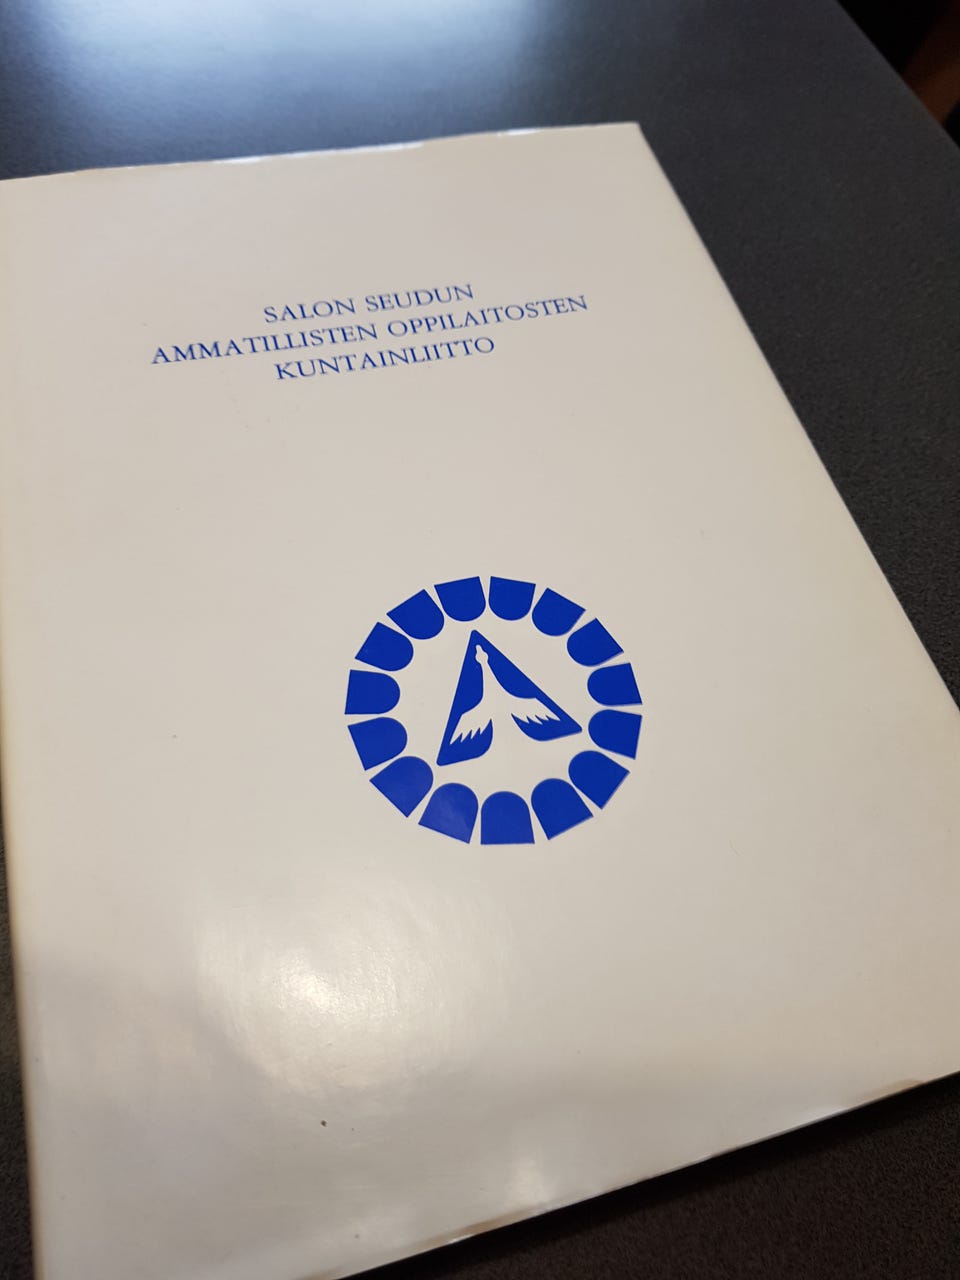 SALON SEUDUN
AMMATILLISTEN OPPILAITOSTEN
KUNTAINLIITTO